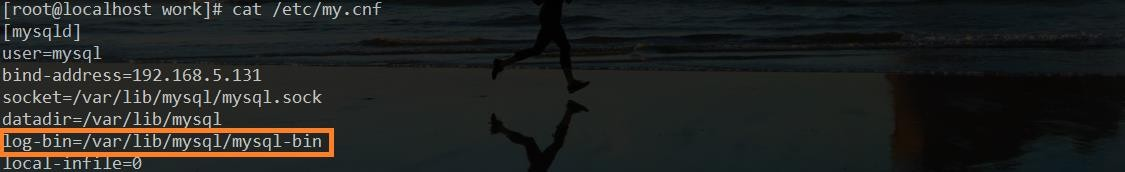 [root@localhost work]# cat /etc/my.cnf
[mysqld]
user=mysql
bind-address=192.168.5.131
socket=/var/lib/mysql/mysql.sock
datadir=/var/lib/mysql
log-bin=/var/lib/mysql/mysql-bin
local-infile=0